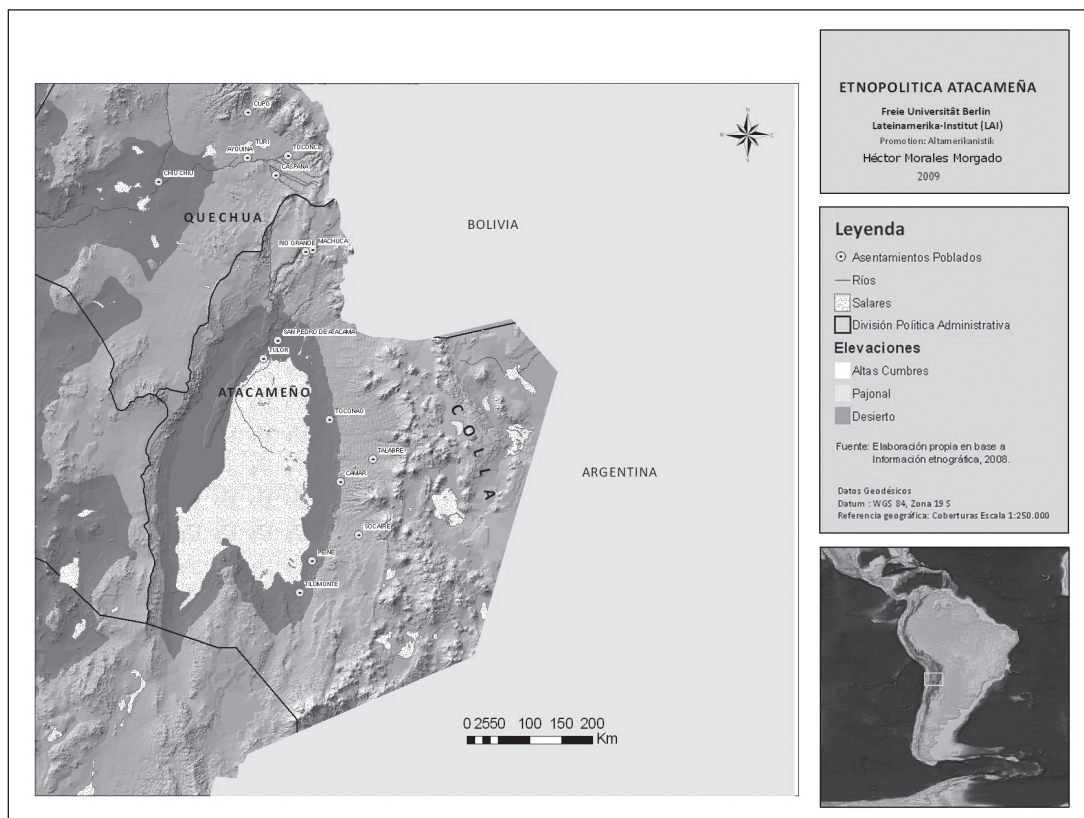 ETNOPOLITICA ATACAMEÑA
Freie Universität Berlin
Lateinamerika-Institut (LAI)
Promotion: Altamerikanistik
Héctor Morales Morgado
2009
N
W
E
S
CUPO
TURI
AYQUINA
TOCONCE
CASPANA
CHIU CHIU
QUECHUA
RIO GRANDE
MACHUCA
BOLIVIA
SAN PEDRO DE ATACAMA
TULOR
ATACAMEÑO
TOCONAO
COLLA
TALABRE
CAMAR
ARGENTINA
SOCAIRE
PEINE
TILOMONTE
0 2550 100 150 200
Km
Leyenda
Asentamientos Poblados
Ríos
Salares
División Política Administrativa
Elevaciones
Altas Cumbres
Pajonal
Desierto
Fuente: Elaboración propia en base a
Información etnográfica, 2008.
Datos Geodésicos
Datum : WGS 84, Zona 19 S
Referencia geográfica: Coberturas Escala 1:250.000